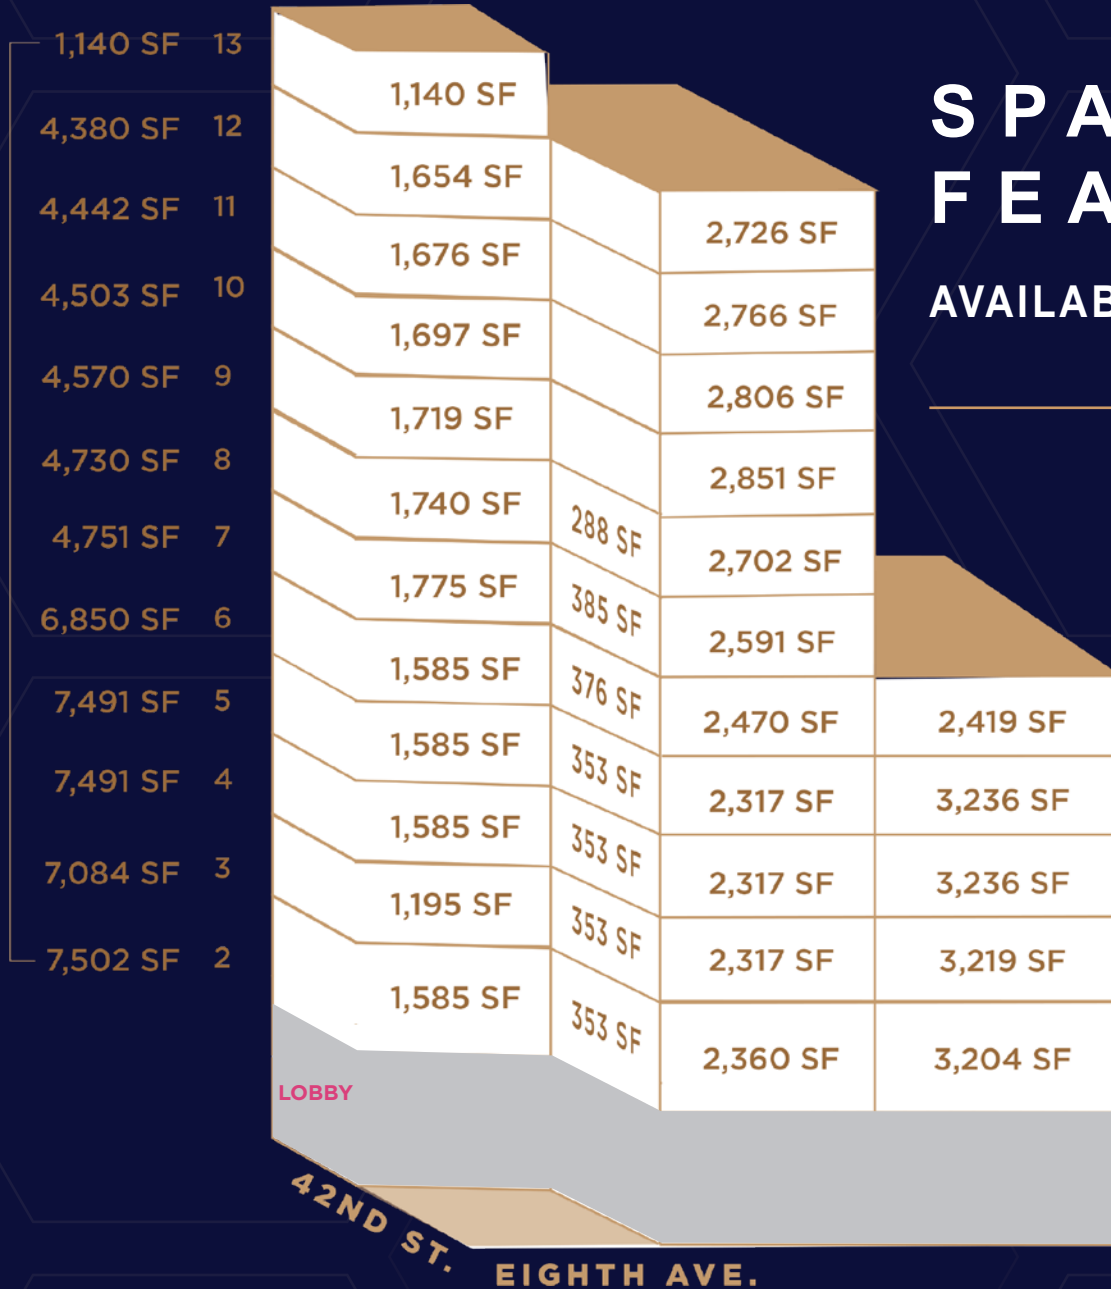 1,140 SF 13
4,380 SF 12
4,442 SF 11
4,503 SF 10
4,570 SF 9
4,730 SF 8
4,751 SF 7
6,850 SF 6
7,491 SF 5
7,491 SF 4
7,084 SF 3
7,502 SF 2
1,140 SF
1,654 SF
1,676 SF
1,697 SF
1,719 SF
1,740 SF
1,775 SF
1,585 SF
1,585 SF
1,585 SF
1,195 SF
1,585 SF
288 SF
385 SF
376 SF
353 SF
353 SF
353 SF
353 SF
2,726 SF
2,766 SF
2,806 SF
2,851 SF
2,702 SF
2,591 SF
2,470 SF
2,317 SF
2,317 SF
2,317 SF
2,360 SF
2,419 SF
3,236 SF
3,236 SF
3,219 SF
3,204 SF
SPA
FEA
AVAILAB
LOBBY
42ND ST.
EIGHTH AVE.